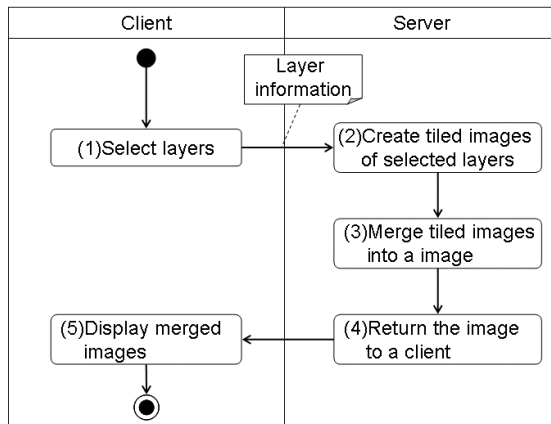 Client
Server
Layer
information
(1)Select layers
(2)Create tiled images
of selected layers
(3)Merge tiled images
into a image
(4)Return the image
to a client
(5)Display merged
images